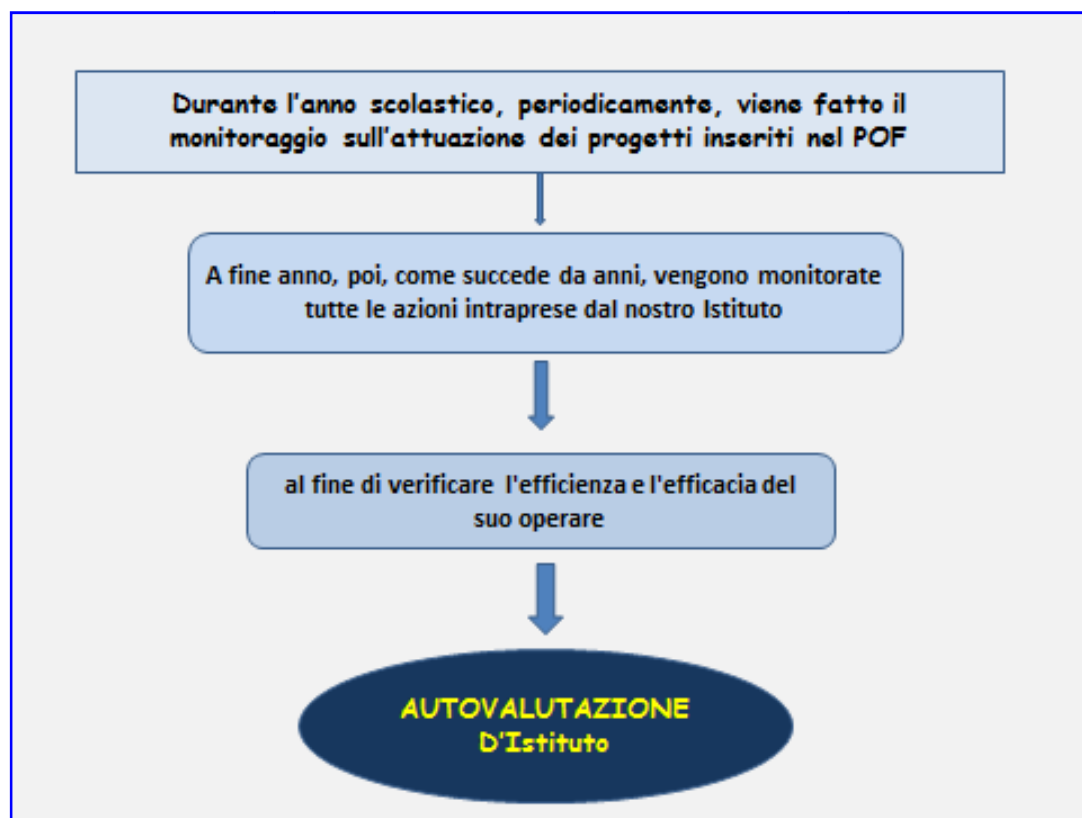 Durante l'anno scolastico, periodicamente, viene fatto il
monitoraggio sull'attuazione dei progetti inseriti nel POF
A fine anno, poi, come succede da anni, vengono monitorate
tutte le azioni intraprese dal nostro Istituto
al fine di verificare l'efficienza e l'efficacia del
suo operare
AUTOVALUTAZIONE
D'Istituto